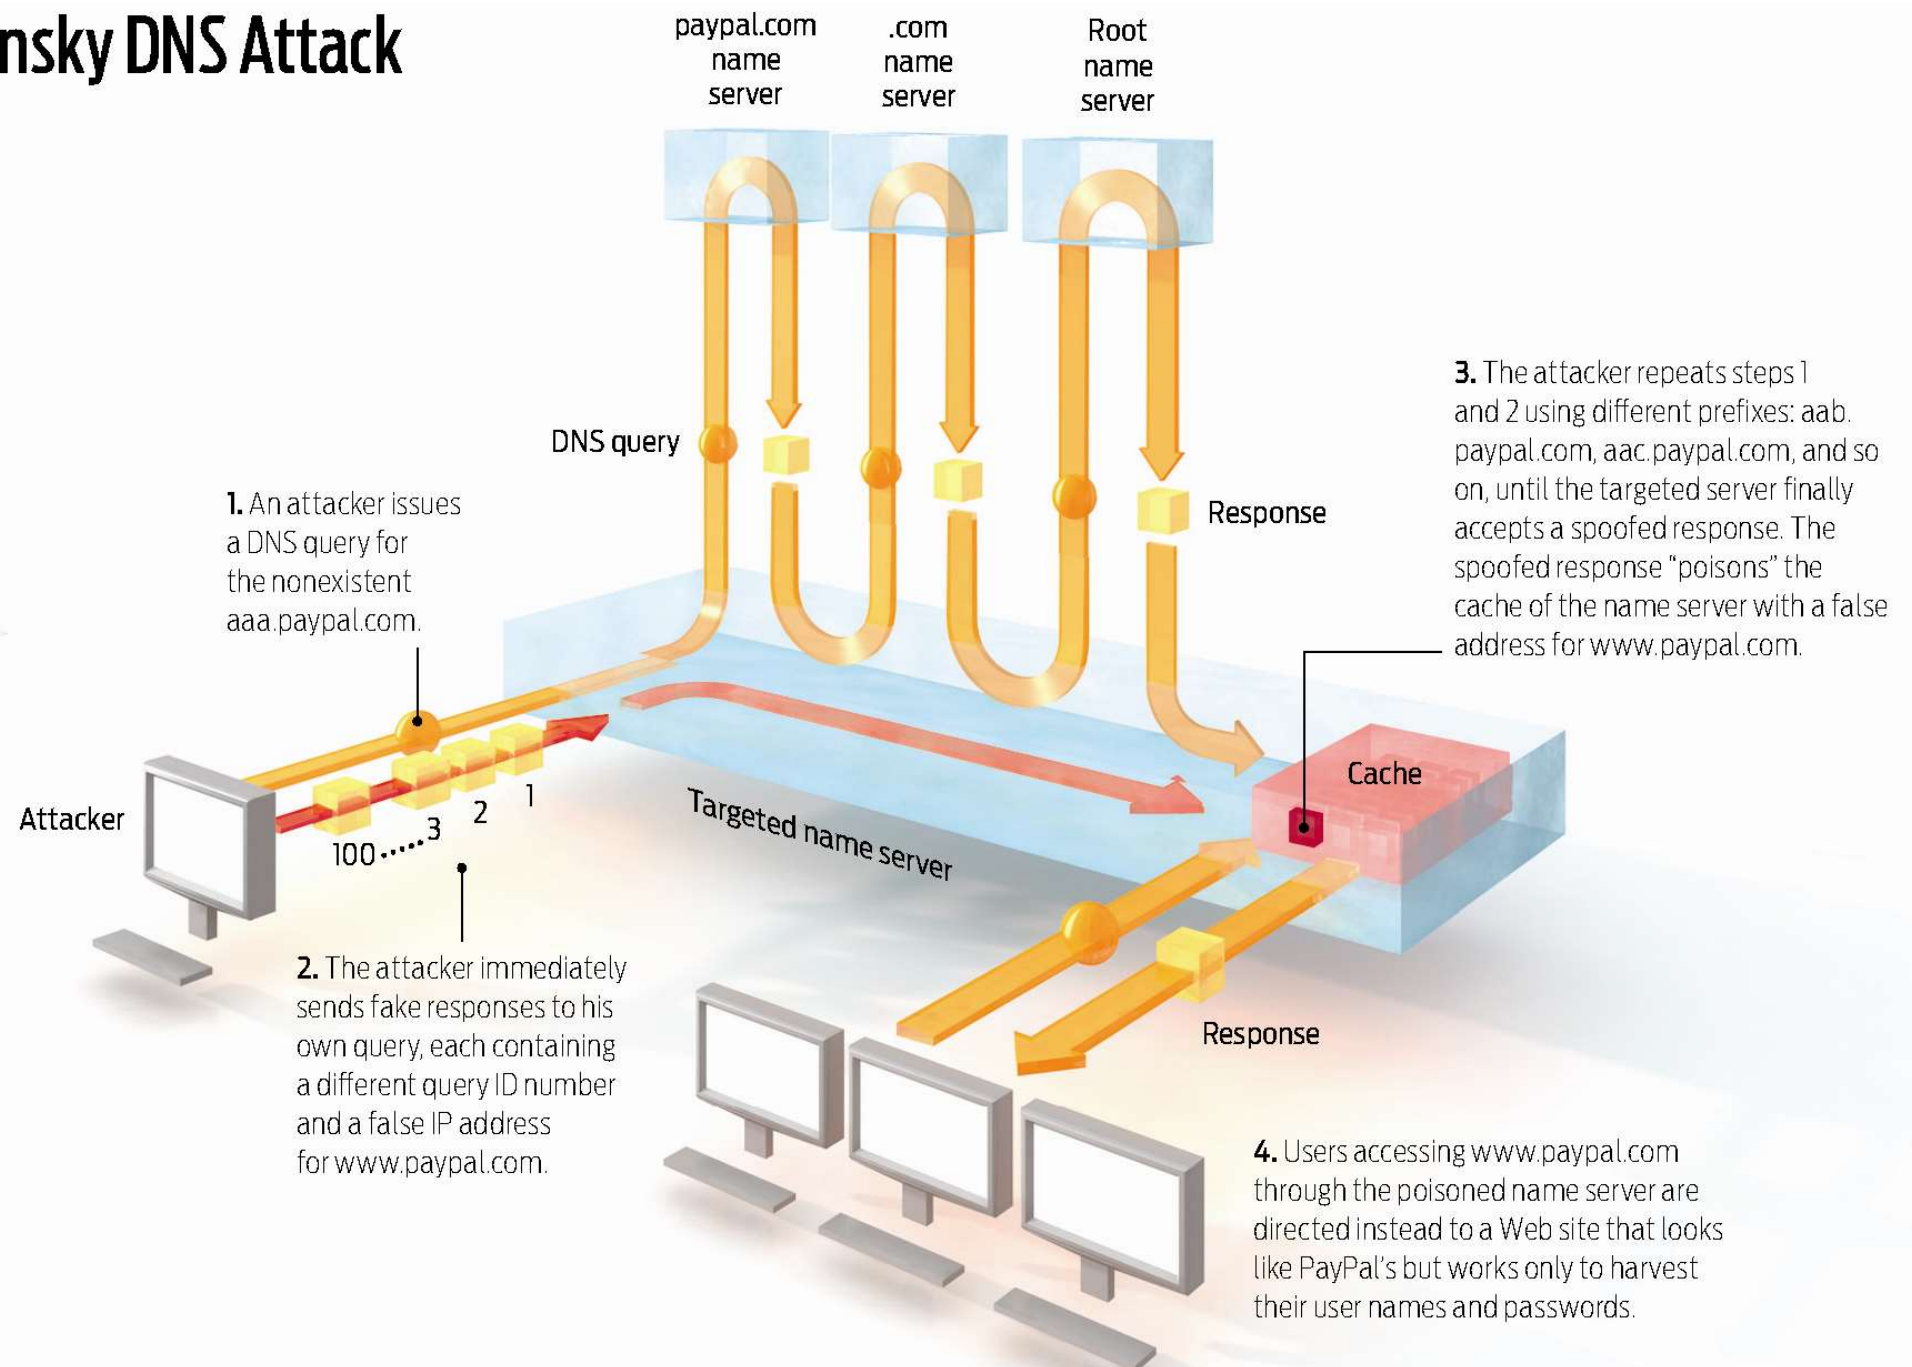 nsky DNS Attack
paypal.com
name
server
.com
name
server
Root
name
server
DNS query
Response
1. An attacker issues
a DNS query for
the nonexistent
aaa.paypal.com.
3. The attacker repeats steps 1
and 2 using different prefixes: aab.
paypal.com, aac.paypal.com, and so
on, until the targeted server finally
accepts a spoofed response. The
spoofed response "poisons" the
cache of the name server with a false
address for www.paypal.com.
Attacker
100 ..... 3 2 1
Targeted name server
Cache
2. The attacker immediately
sends fake responses to his
own query, each containing
a different query ID number
and a false IP address
for www.paypal.com.
Response
4. Users accessing www.paypal.com
through the poisoned name server are
directed instead to a Web site that looks
like PayPal's but works only to harvest
their user names and passwords.